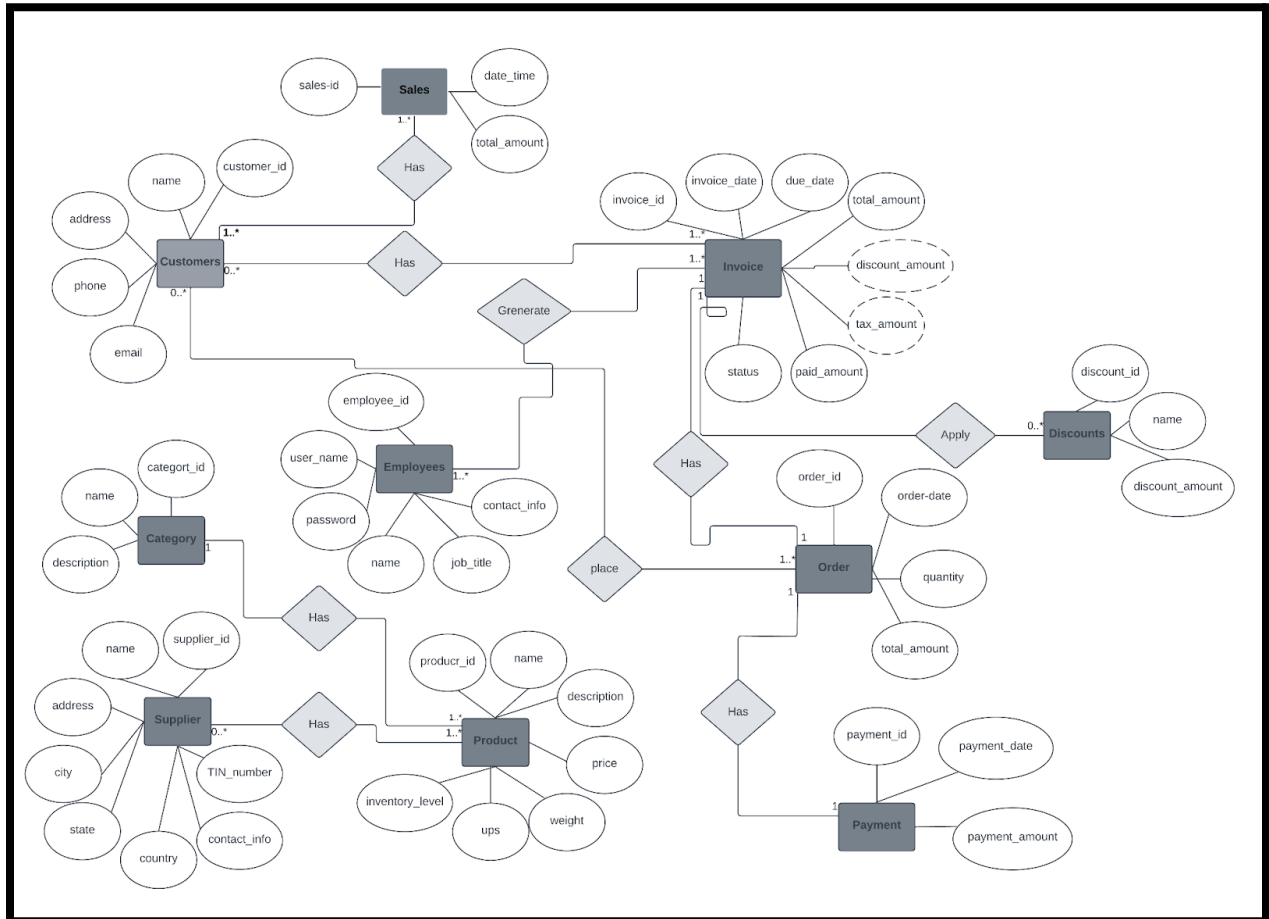 sales-id
Sales
date_time
total_amount
1..*
Has
name
customer_id
address
phone
email
Customers
1..*
0..*
0..*
Has
invoice_id
invoice_date
due_date
total_amount
discount_amount
tax_amount
paid_amount
status
Invoice
1..*
1..*
1
1
Grenerate
employee_id
user_name
password
name
job_title
contact_info
Employees
1..*
Has
Apply
0..*
Discounts
discount_id
name
discount_amount
categort_id
name
description
Category
1
Has
place
order_id
order-date
quantity
total_amount
Order
1
1..*
1
name
supplier_id
address
city
state
country
contact_info
TIN_number
Supplier
0..*
Has
producr_id
name
description
price
weight
ups
inventory_level
Product
1..*
1..*
Has
payment_id
payment_date
payment_amount
Payment
1